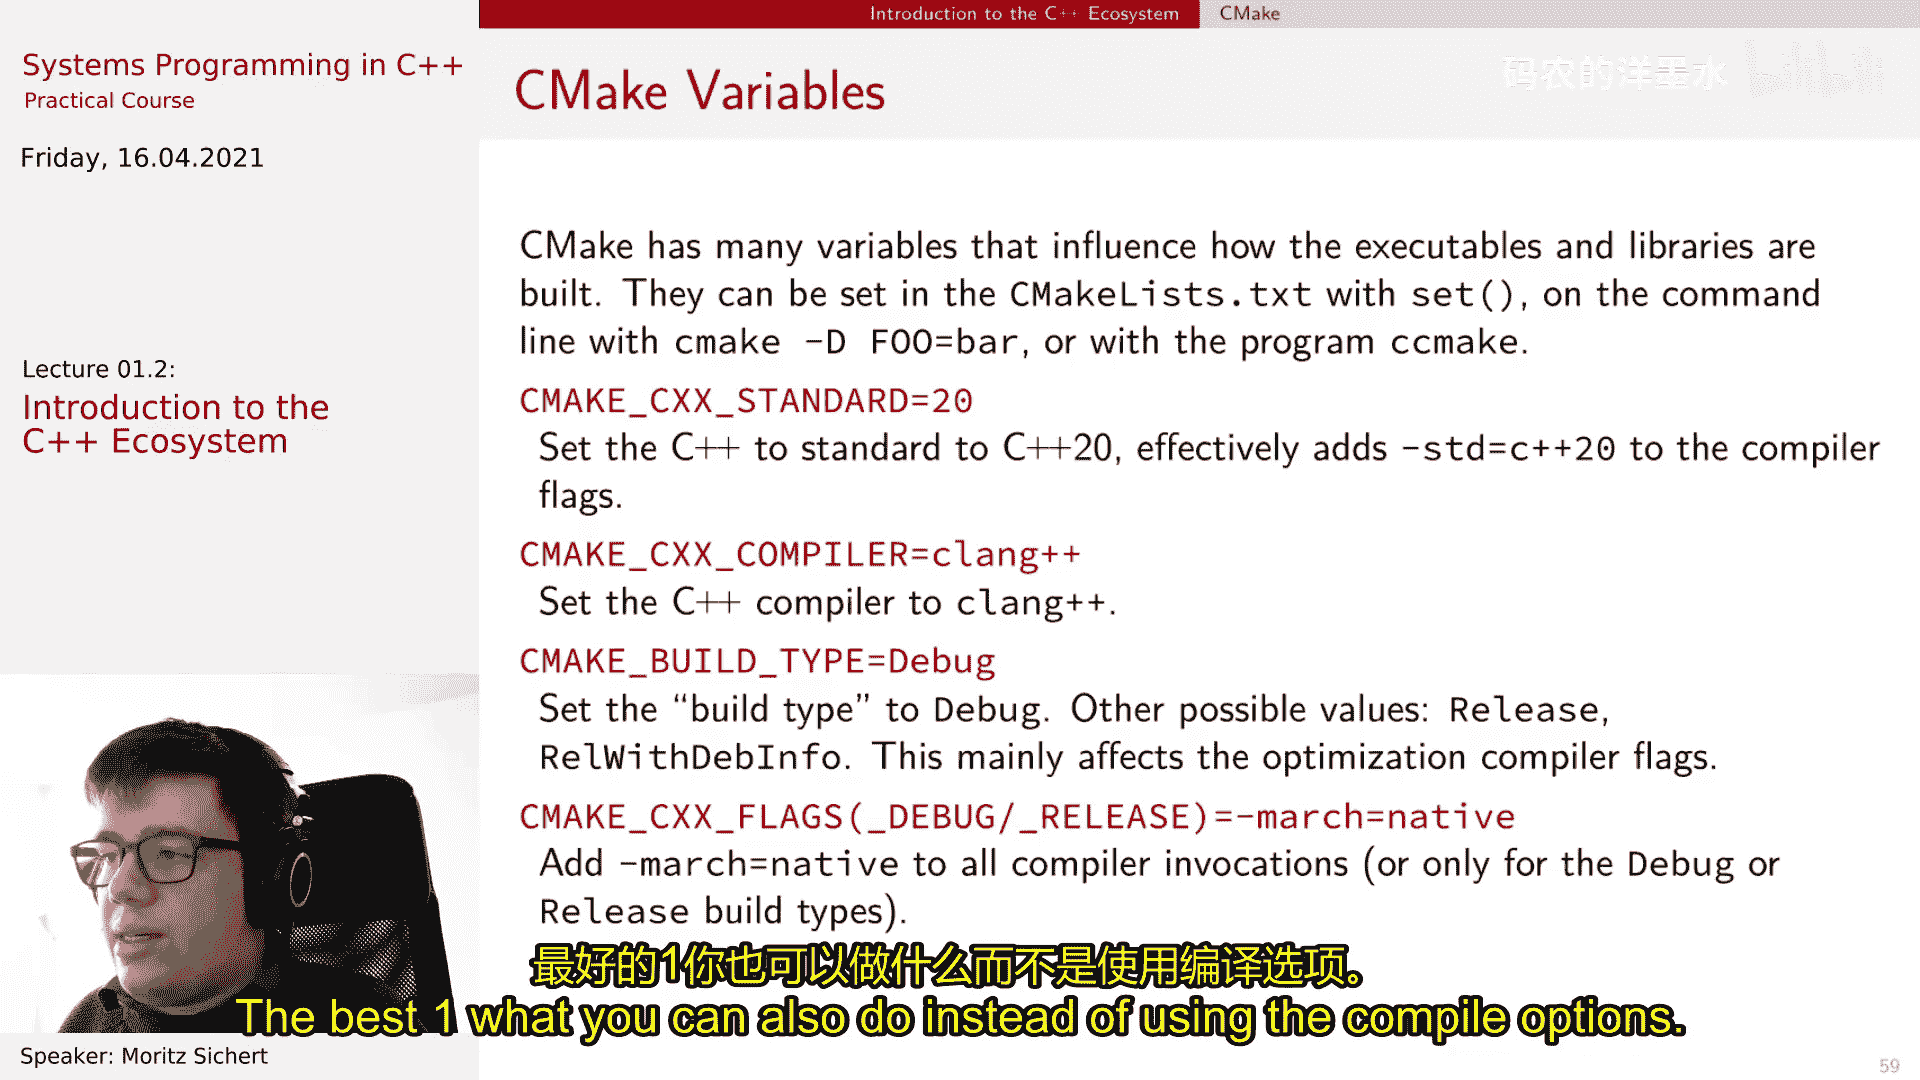 Introduction to the C++ Ecosystem CMake
Systems Programming in C++
Practical Course
Friday, 16.04.2021
Lecture 01.2:
Introduction to the
C++ Ecosystem
Speaker: Moritz Sichert
码农的洋墨水 bilibili
CMake Variables
CMake has many variables that influence how the executables and libraries are
built. They can be set in the CMakeLists.txt with set(), on the command
line with cmake -D FOO=bar, or with the program ccmake.
CMAKE_CXX_STANDARD=20
Set the C++ to standard to C++20, effectively adds -std=c++20 to the compiler
flags.
CMAKE_CXX_COMPILER=clang++
Set the C++ compiler to clang++.
CMAKE_BUILD_TYPE=Debug
Set the “build type” to Debug. Other possible values: Release,
RelWithDebInfo. This mainly affects the optimization compiler flags.
CMAKE_CXX_FLAGS(_DEBUG/_RELEASE)=-march=native
Add -march=native to all compiler invocations (or only for the Debug or
Release build types).
最好的1你也可以做什么而不是使用编译选项。
The best 1 what you can also do instead of using the compile options.
59